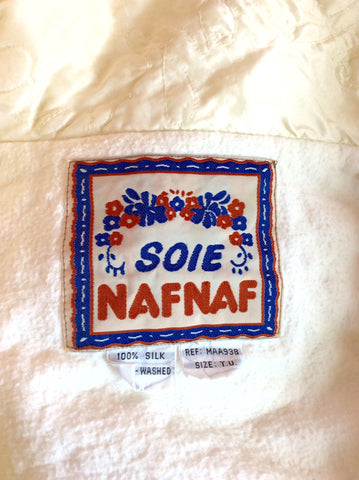 SOIE
NAFNAF
100% SILK
-WASHED
REF: MAA938
SIZE: T.U.